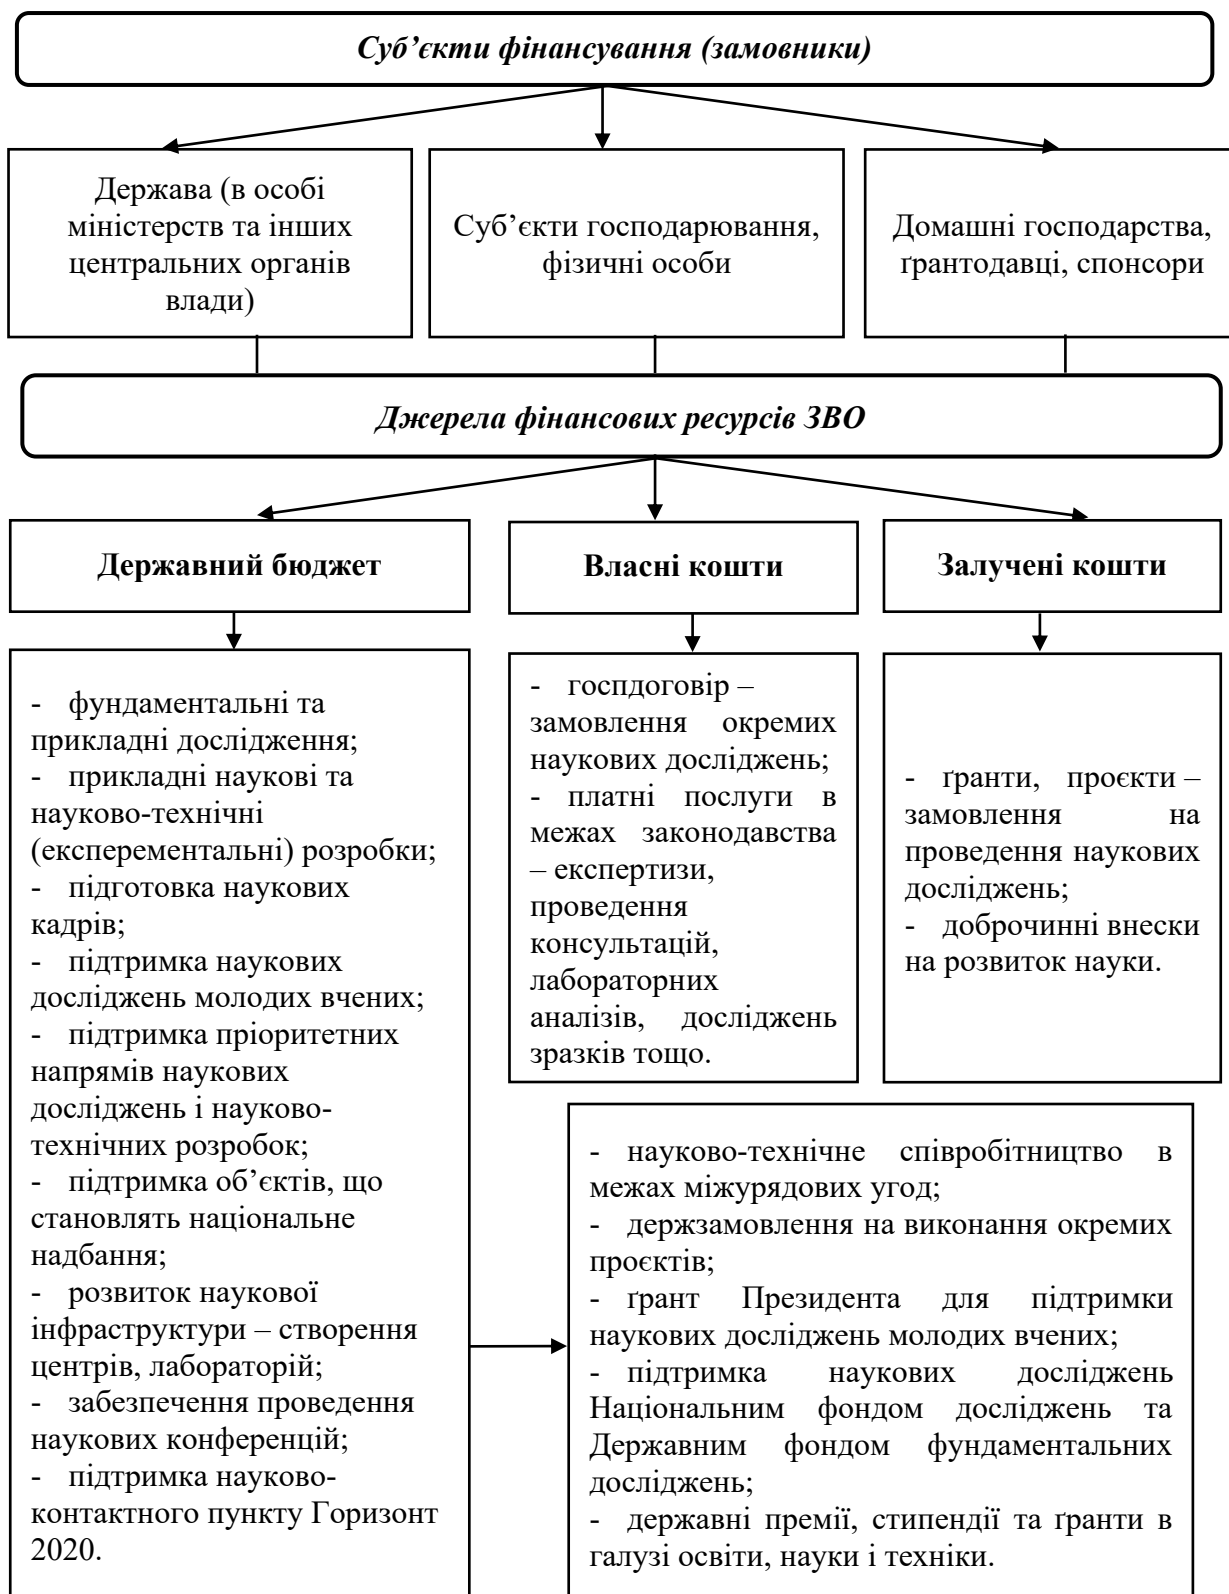 Суб’єкти фінансування (замовники)
Держава (в особі
міністерств та інших
центральних органів
влади)
Суб’єкти господарювання,
фізичні особи
Домашні господарства,
ґрантодавці, спонсори
Джерела фінансових ресурсів ЗВО
Державний бюджет
Власні кошти
Залучені кошти
- фундаментальні та
прикладні дослідження;
- прикладні наукові та
науково-технічні
(експерементальні) розробки;
- підготовка наукових
кадрів;
- підтримка наукових
досліджень молодих вчених;
- підтримка пріоритетних
напрямів наукових
досліджень і науково-
технічних розробок;
- підтримка об’єктів, що
становлять національне
надбання;
- розвиток наукової
інфраструктури – створення
центрів, лабораторій;
- забезпечення проведення
наукових конференцій;
- підтримка науково-
контактного пункту Горизонт
2020.
- госпдоговір –
замовлення окремих
наукових досліджень;
- платні послуги в
межах законодавства
– експертизи,
проведення
консультацій,
лабораторних
аналізів, досліджень
зразків тощо.
- ґранти, проєкти –
замовлення на
проведення наукових
досліджень;
- доброчинні внески
на розвиток науки.
- науково-технічне співробітництво в
межах міжурядових угод;
- держзамовлення на виконання окремих
проєктів;
- ґрант Президента для підтримки
наукових досліджень молодих вчених;
- підтримка наукових досліджень
Національним фондом досліджень та
Державним фондом фундаментальних
досліджень;
- державні премії, стипендії та ґранти в
галузі освіти, науки і техніки.